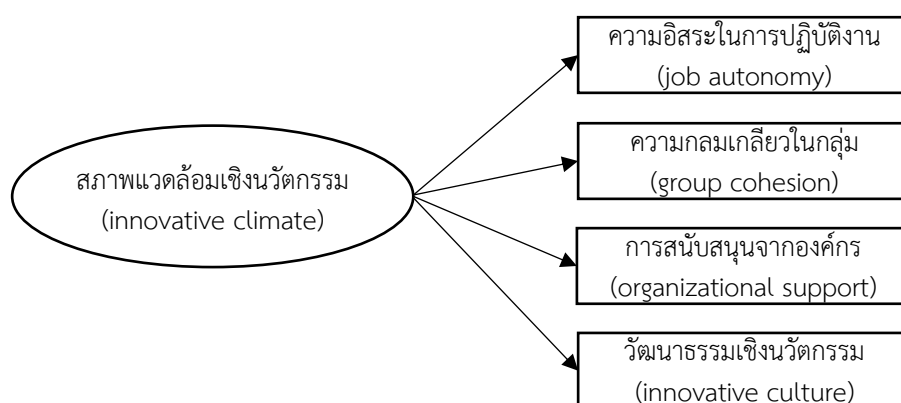 สภาพแวดล้อมเชิงนวัตกรรม
(innovative climate)
ความอิสระในการปฏิบัติงาน
(job autonomy)
ความกลมเกลียวในกลุ่ม
(group cohesion)
การสนับสนุนจากองค์กร
(organizational support)
วัฒนาธรรมเชิงนวัตกรรม
(innovative culture)